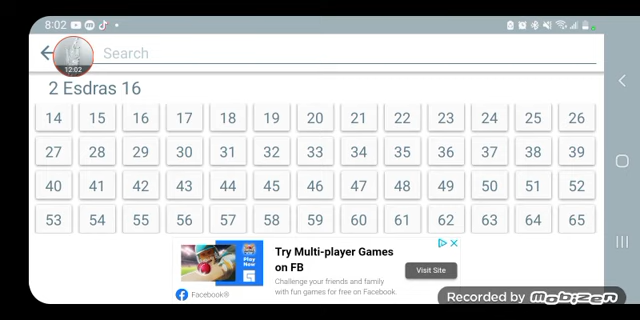 8:02
Search
12:02
2 Esdras 16
14 15 16 17 18 19 20 21 22 23 24 25 26
27 28 29 30 31 32 33 34 35 36 37 38 39
40 41 42 43 44 45 46 47 48 49 50 51 52
53 54 55 56 57 58 59 60 61 62 63 64 65
Play
Now
Try Multi-player Games
on FB
Challenge your friends and family
with fun games for free on Facebook.
Visit Site
Facebook®
Recorded by Mobizen